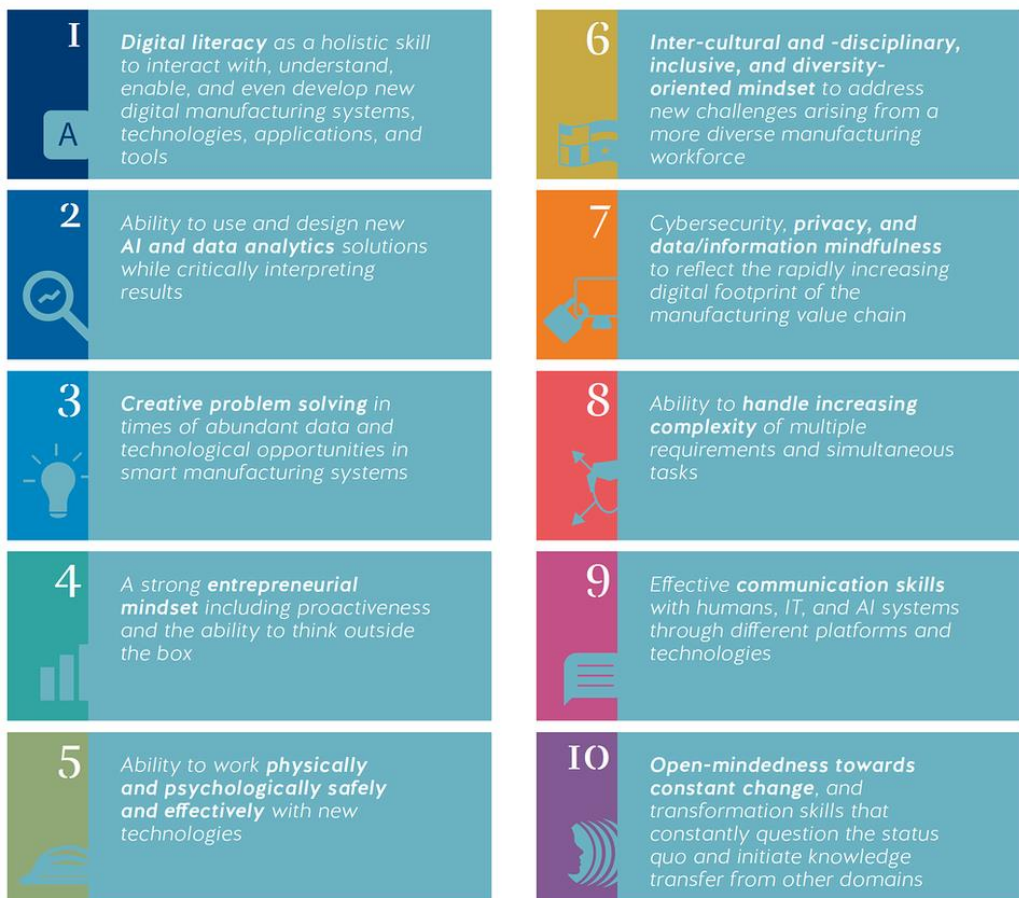 1
Digital literacy as a holistic skill
to interact with, understand,
enable, and even develop new
digital manufacturing systems,
technologies, applications, and
tools
A
2
Ability to use and design new
AI and data analytics solutions
while critically interpreting
results
3
Creative problem solving in
times of abundant data and
technological opportunities in
smart manufacturing systems
4
A strong entrepreneurial
mindset including proactiveness
and the ability to think outside
the box
5
Ability to work physically
and psychologically safely
and effectively with new
technologies
6
Inter-cultural and -disciplinary,
inclusive, and diversity-
oriented mindset to address
new challenges arising from a
more diverse manufacturing
workforce
7
Cybersecurity, privacy, and
data/information mindfulness
to reflect the rapidly increasing
digital footprint of the
manufacturing value chain
8
Ability to handle increasing
complexity of multiple
requirements and simultaneous
tasks
9
Effective communication skills
with humans, IT, and AI systems
through different platforms and
technologies
10
Open-mindedness towards
constant change, and
transformation skills that
constantly question the status
quo and initiate knowledge
transfer from other domains